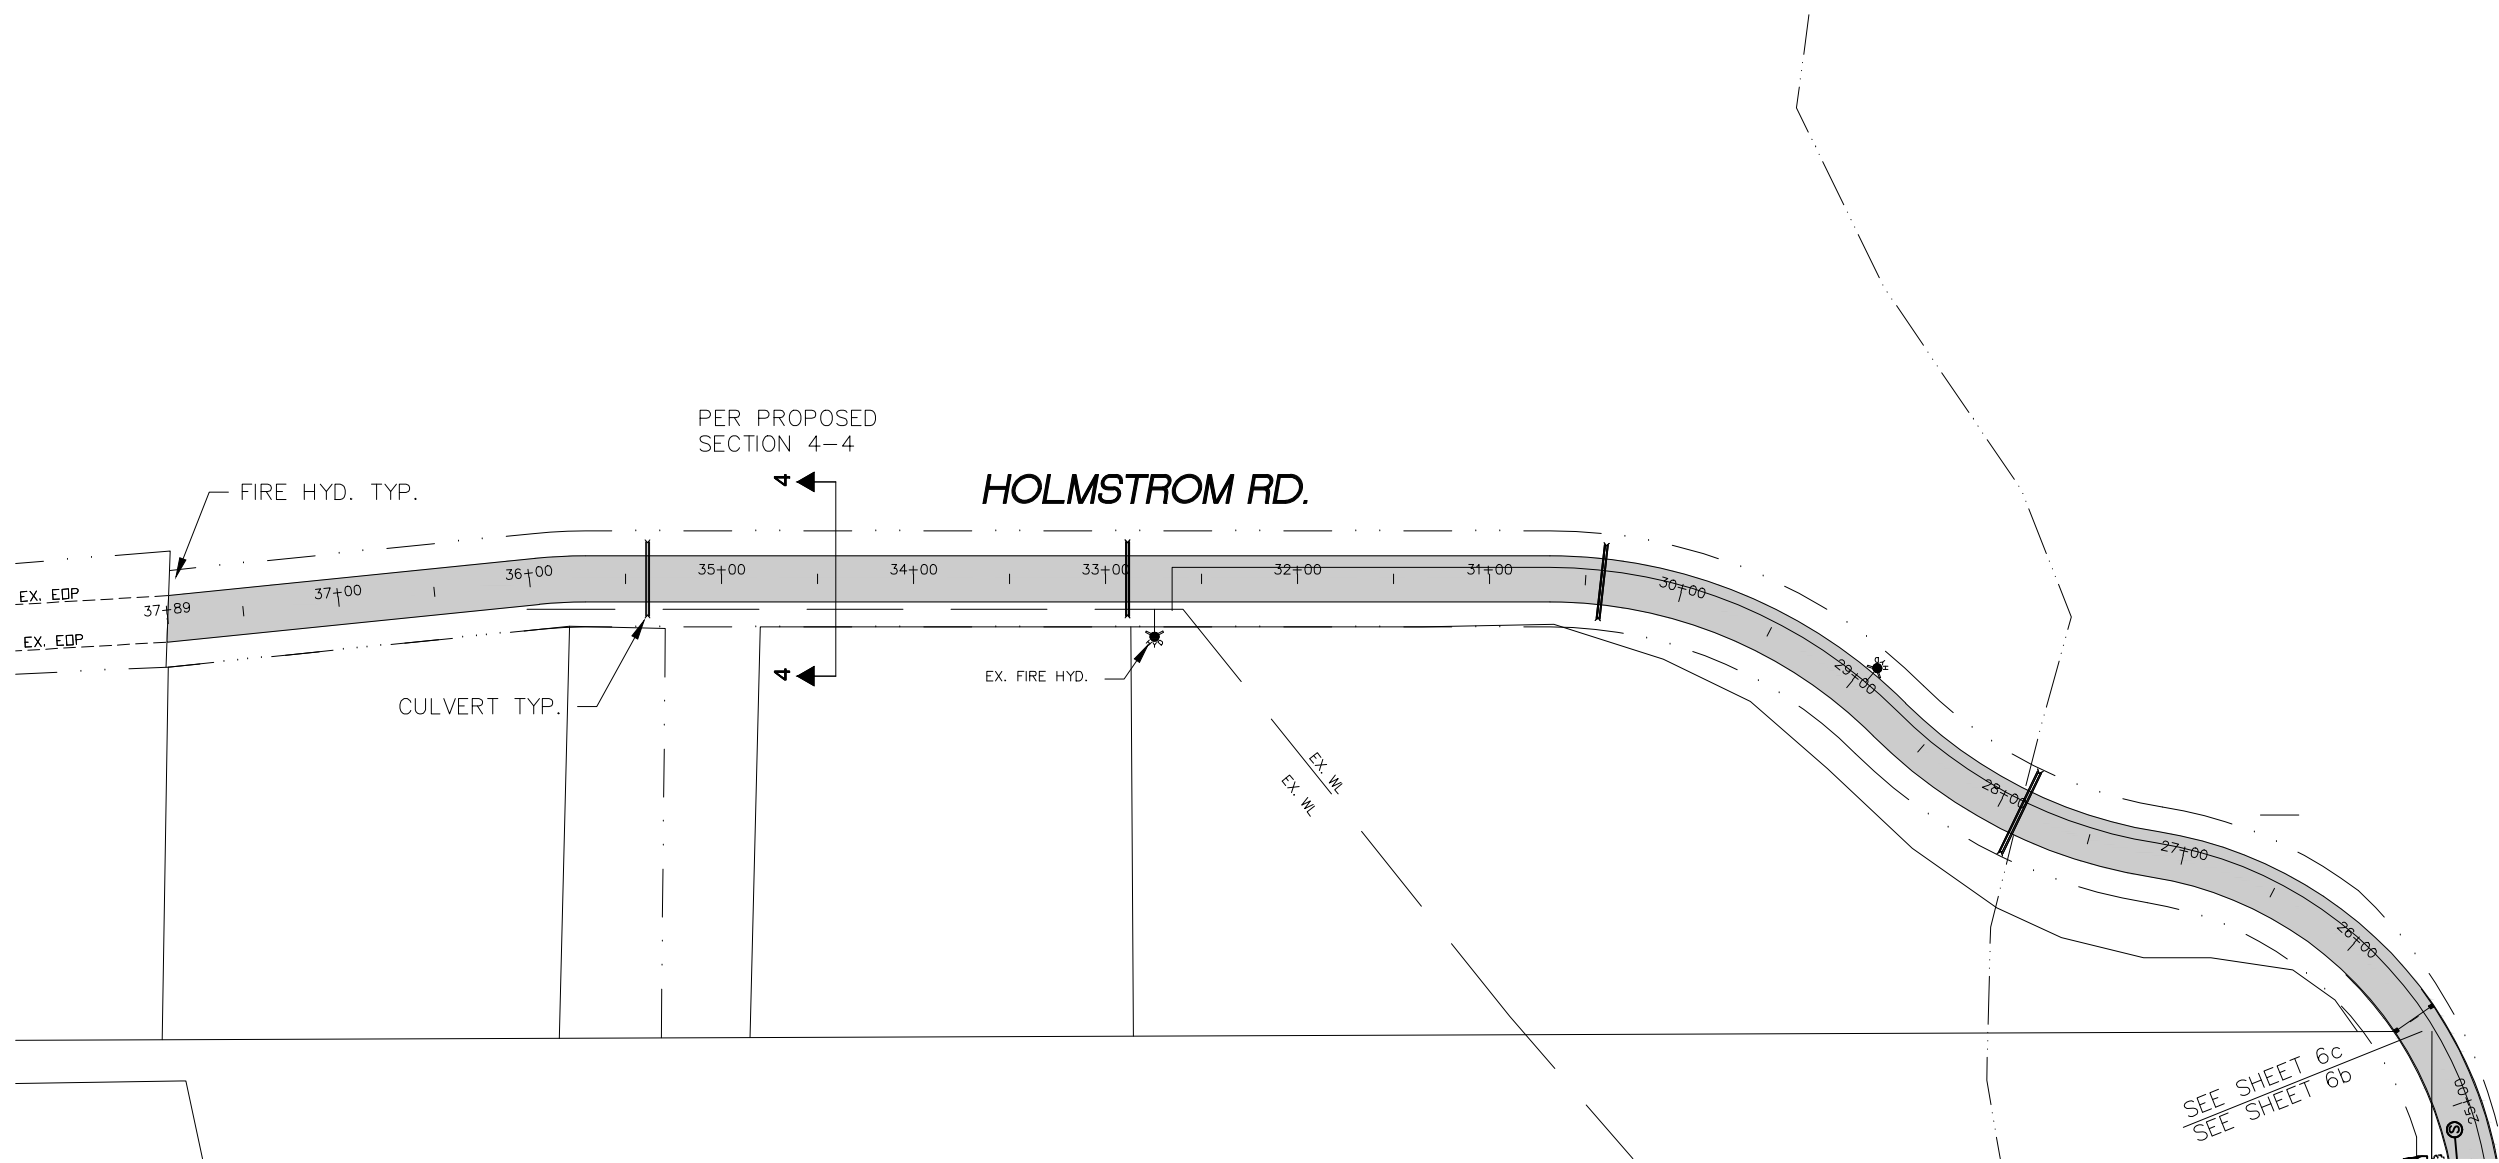 PER PROPOSED
SECTION 4-4
4
HOLMSTROM RD.
FIRE HYD. TYP.
EX. EOP
37+89
37+00
36+00
35+00
34+00
33+00
32+00
31+00
30+00
29+00
28+00
27+00
26+00
25+00
EX. EOP
4
EX. FIRE HYD.
CULVERT TYP.
EX. WL
EX. WL
SEE SHEET 6c
SEE SHEET 6b
S